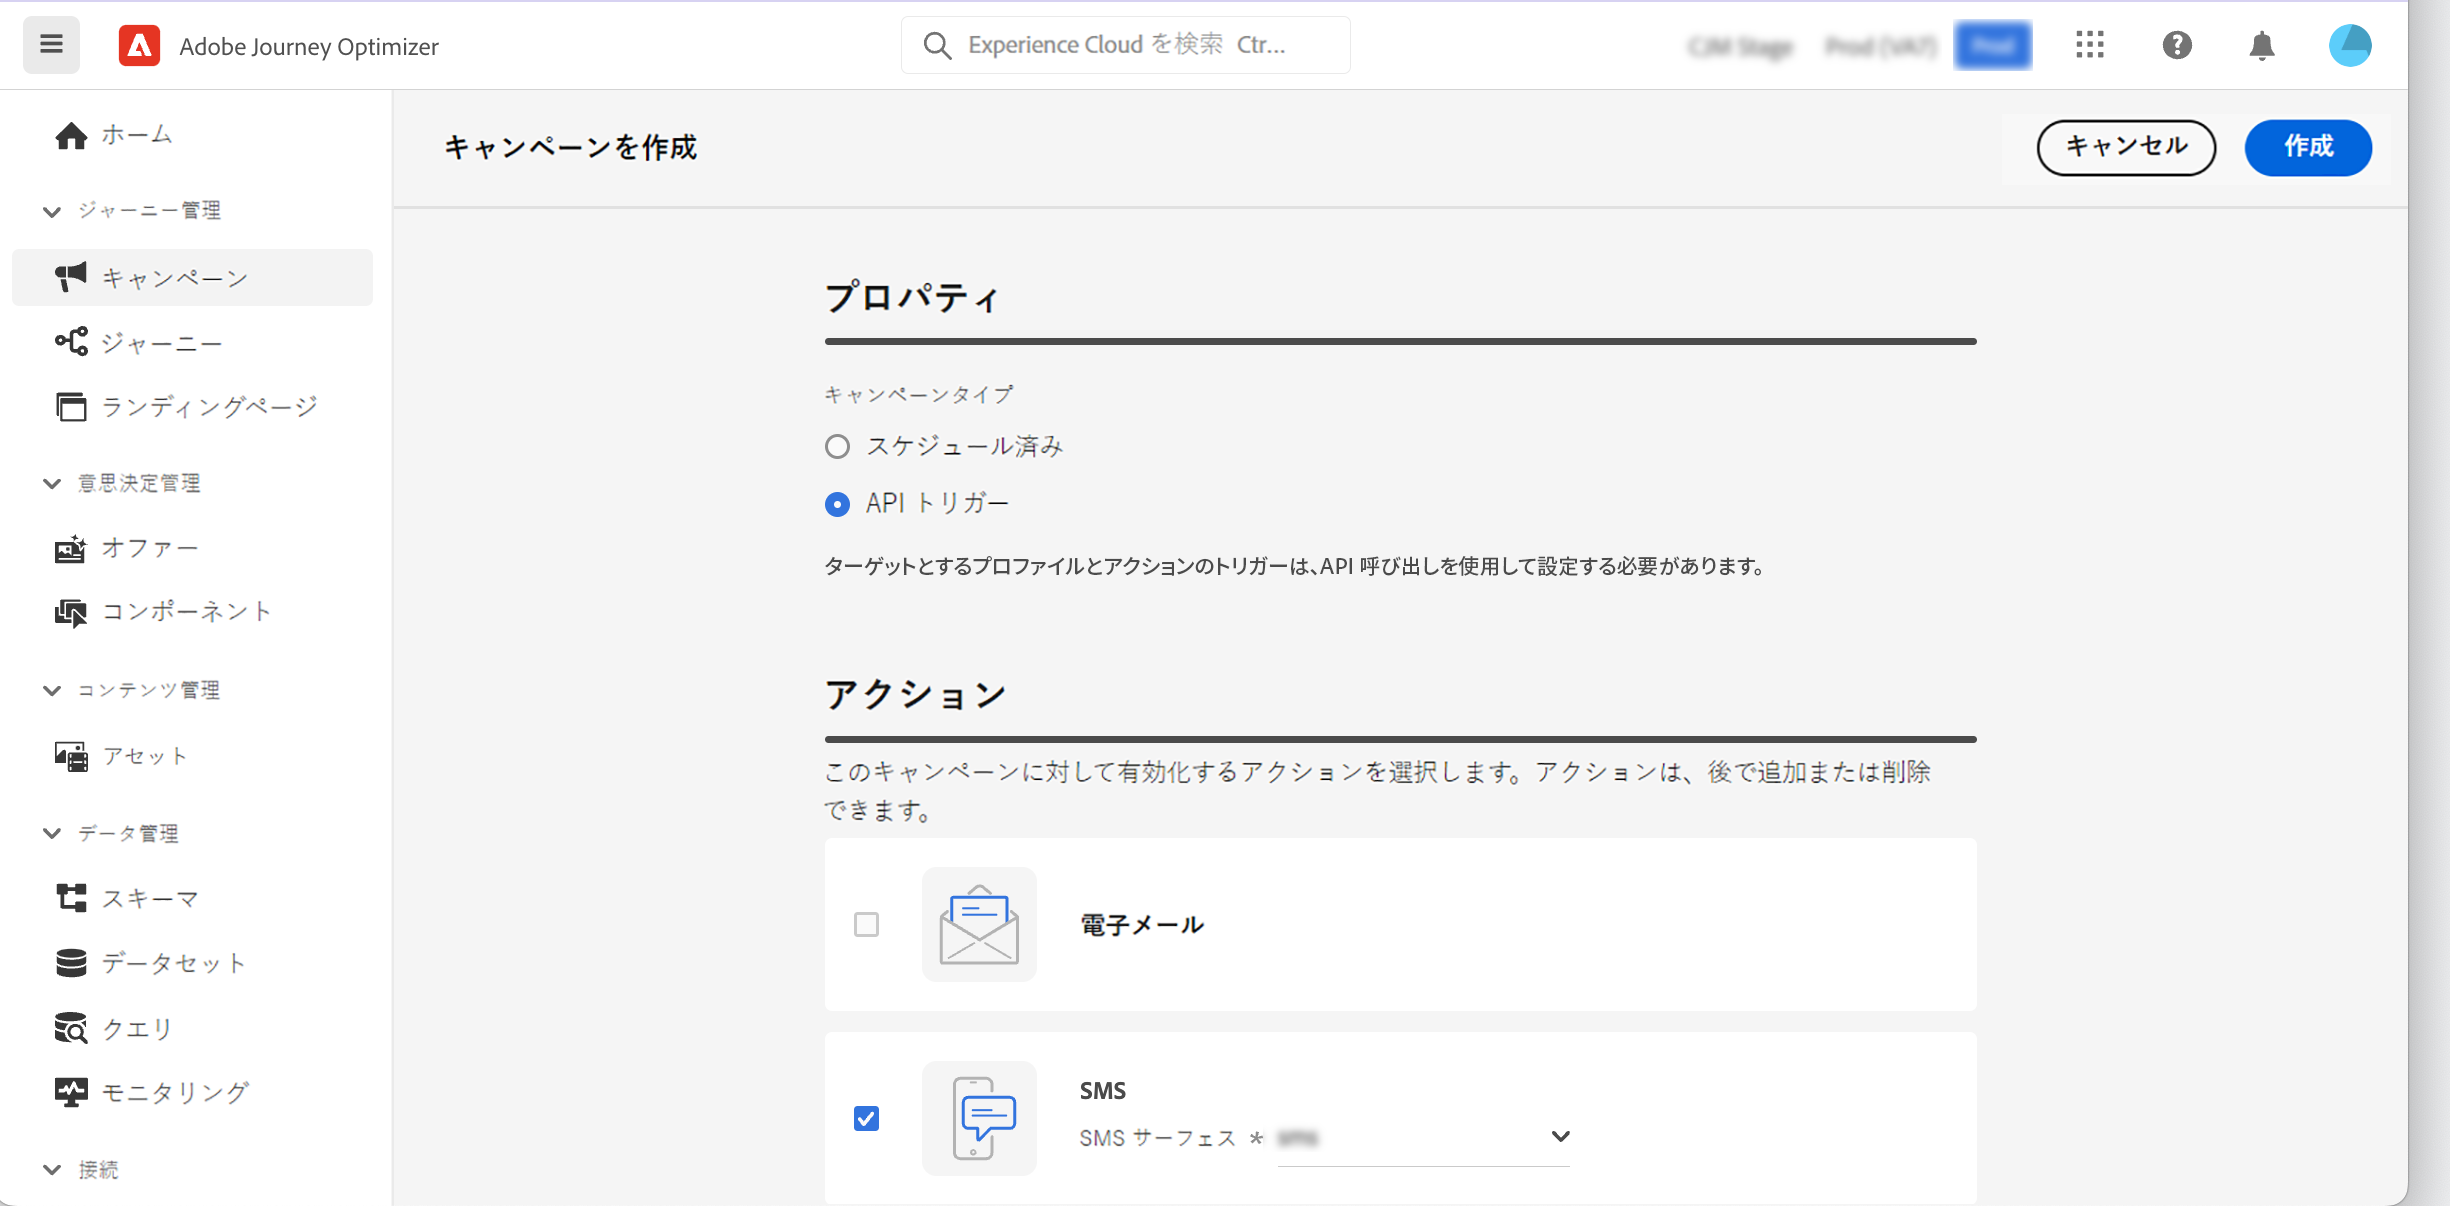 Adobe Journey Optimizer
Experience Cloud を検索 Ctr...
ホーム
ジャーニー管理
キャンペーン
ジャーニー
ランディングページ
意思決定管理
オファー
コンポーネント
コンテンツ管理
アセット
データ管理
スキーマ
データセット
クエリ
モニタリング
接続
キャンペーンを作成
キャンセル
作成
プロパティ
キャンペーンタイプ
スケジュール済み
API トリガー
ターゲットとするプロファイルとアクションのトリガーは、API 呼び出しを使用して設定する必要があります。
アクション
このキャンペーンに対して有効化するアクションを選択します。アクションは、後で追加または削除
できます。
電子メール
SMS
SMS サーフェス *